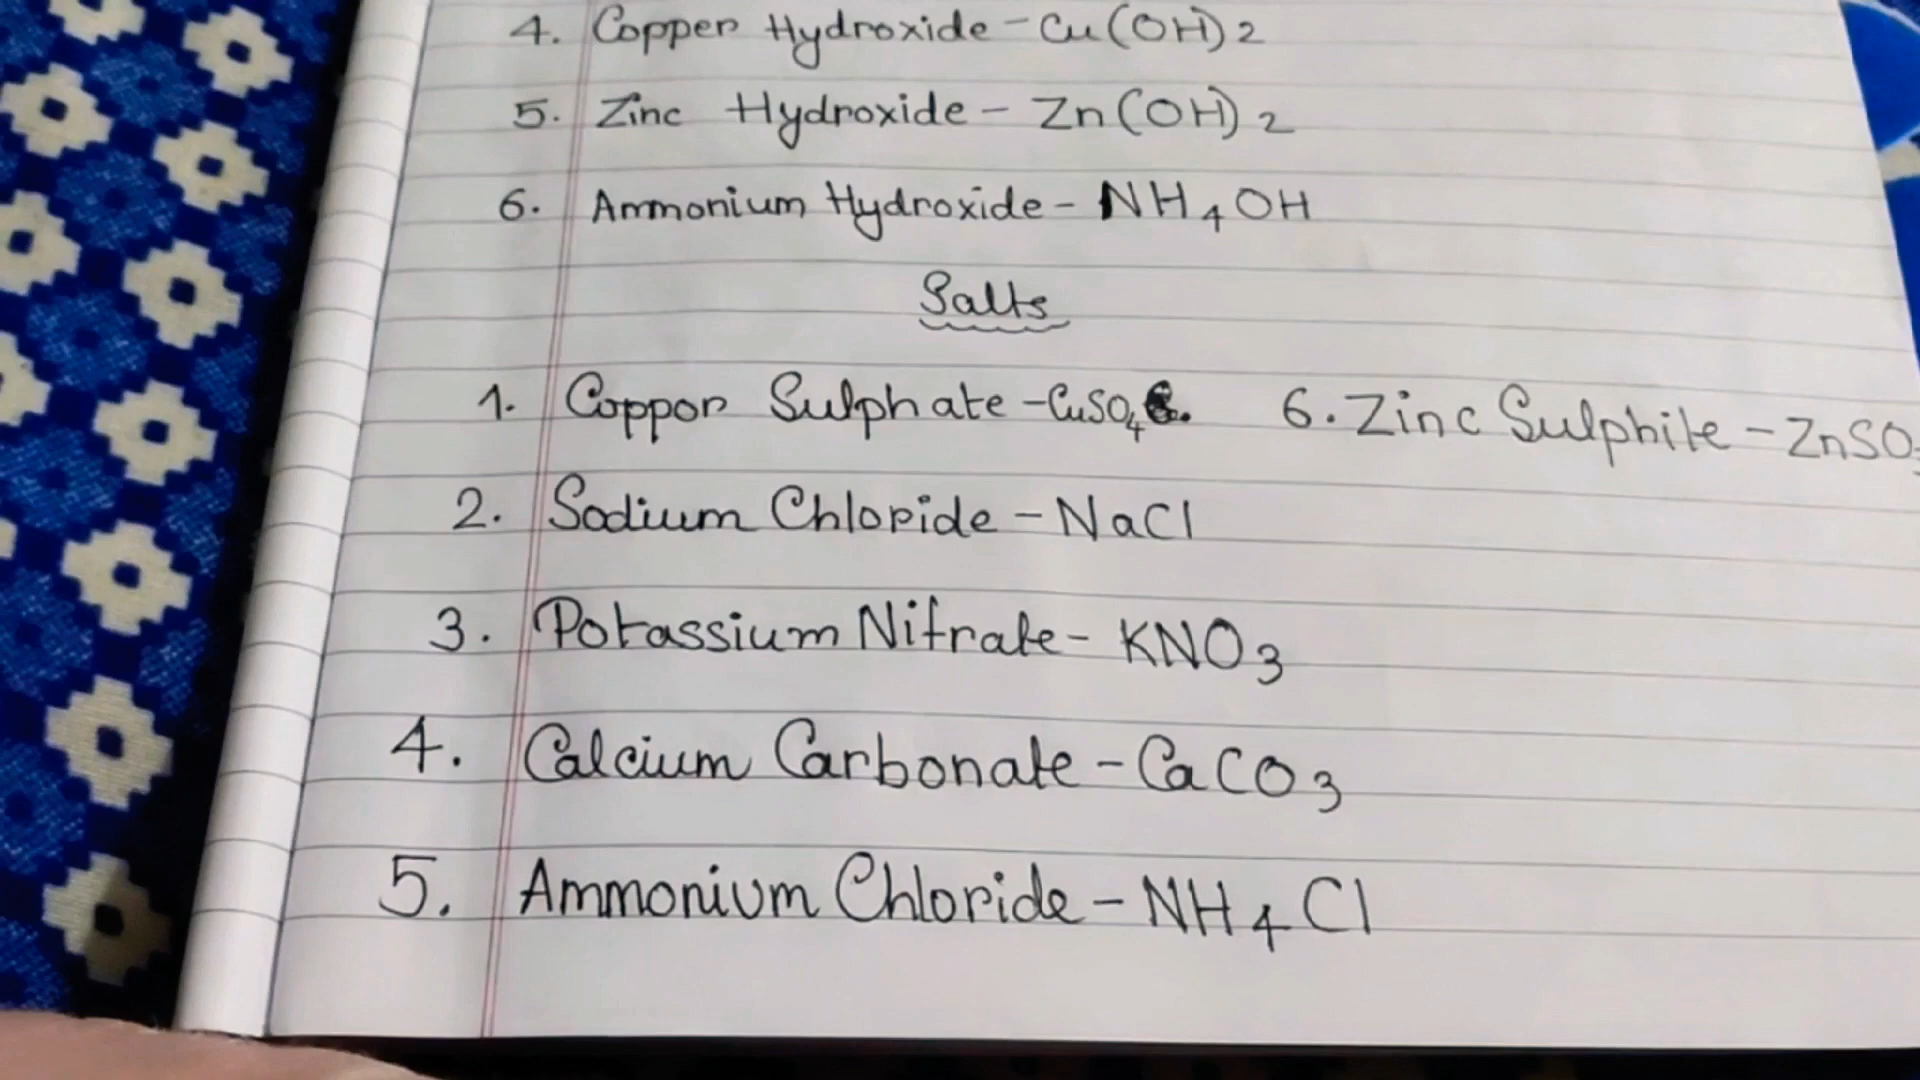 4. Copper Hydroxide - Cu(OH)2
5. Zinc Hydroxide - Zn(OH)2
6. Ammonium Hydroxide - NH4OH
Salts
1. Coppor Sulphate - CuSO4 6. Zinc Sulphite - ZnSO3
2. Sodium Chloride - NaCl
3. Potassium Nitrate - KNO3
4. Calcium Carbonate - CaCO3
5. Ammonium Chloride - NH4Cl